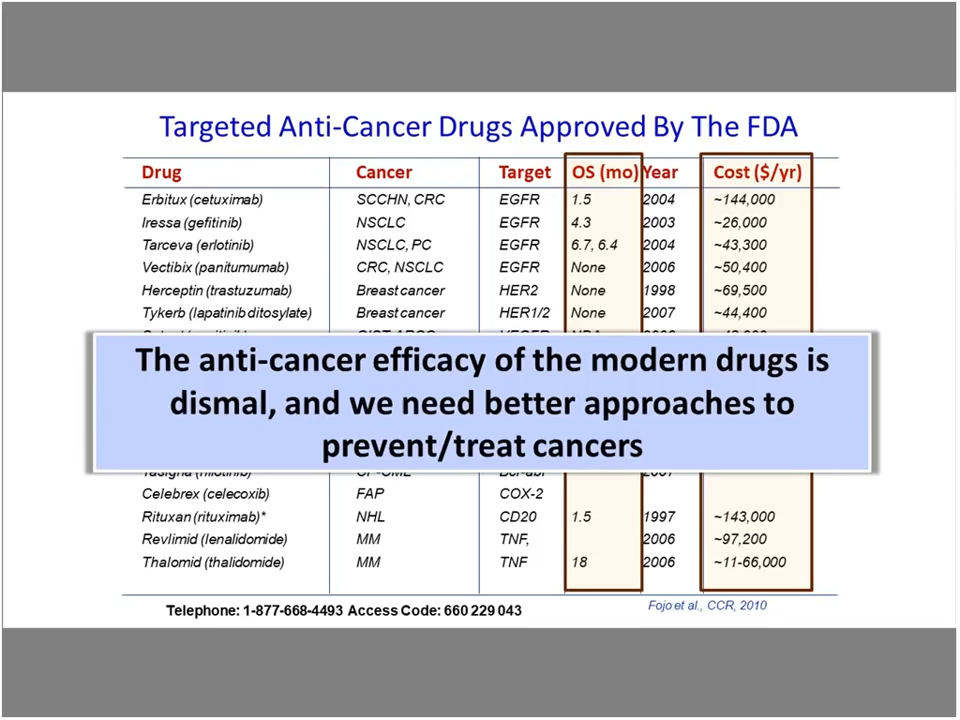 Targeted Anti-Cancer Drugs Approved By The FDA
Drug Cancer Target OS (mo) Year Cost ($/yr)
Erbitux (cetuximab) SCCHN, CRC EGFR 1.5 2004 ~144,000
Iressa (gefitinib) NSCLC EGFR 4.3 2003 ~26,000
Tarceva (erlotinib) NSCLC, PC EGFR 6.7, 6.4 2004 ~43,300
Vectibix (panitumumab) CRC, NSCLC EGFR None 2006 ~50,400
Herceptin (trastuzumab) Breast cancer HER2 None 1998 ~69,500
Tykerb (lapatinib ditosylate) Breast cancer HER1/2 None 2007 ~44,400
The anti-cancer efficacy of the modern drugs is
dismal, and we need better approaches to
prevent/treat cancers
Celebrex (celecoxib) FAP COX-2
Rituxan (rituximab)* NHL CD20 1.5 1997 ~143,000
Revlimid (lenalidomide) MM TNF, 2006 ~97,200
Thalomid (thalidomide) MM TNF 18 2006 ~11-66,000
Telephone: 1-877-668-4493 Access Code: 660 229 043
Fojo et al., CCR, 2010